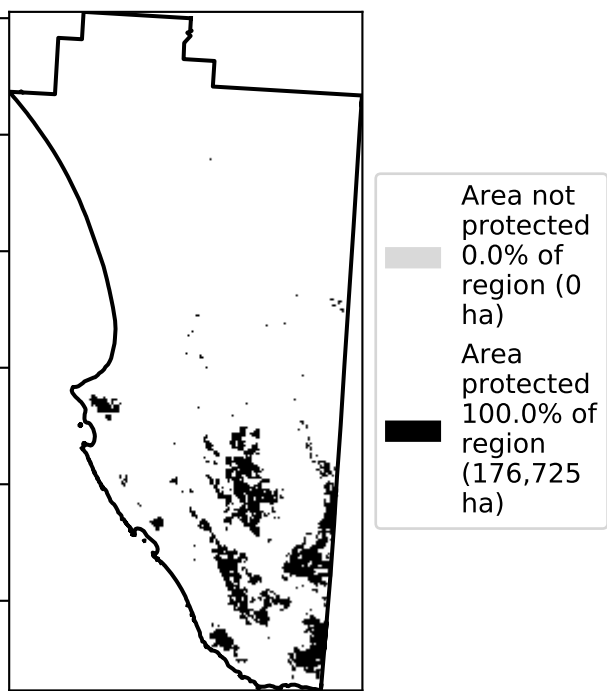 Area not
protected
0.0% of
region (0
ha)
Area
protected
100.0% of
region
(176,725
ha)